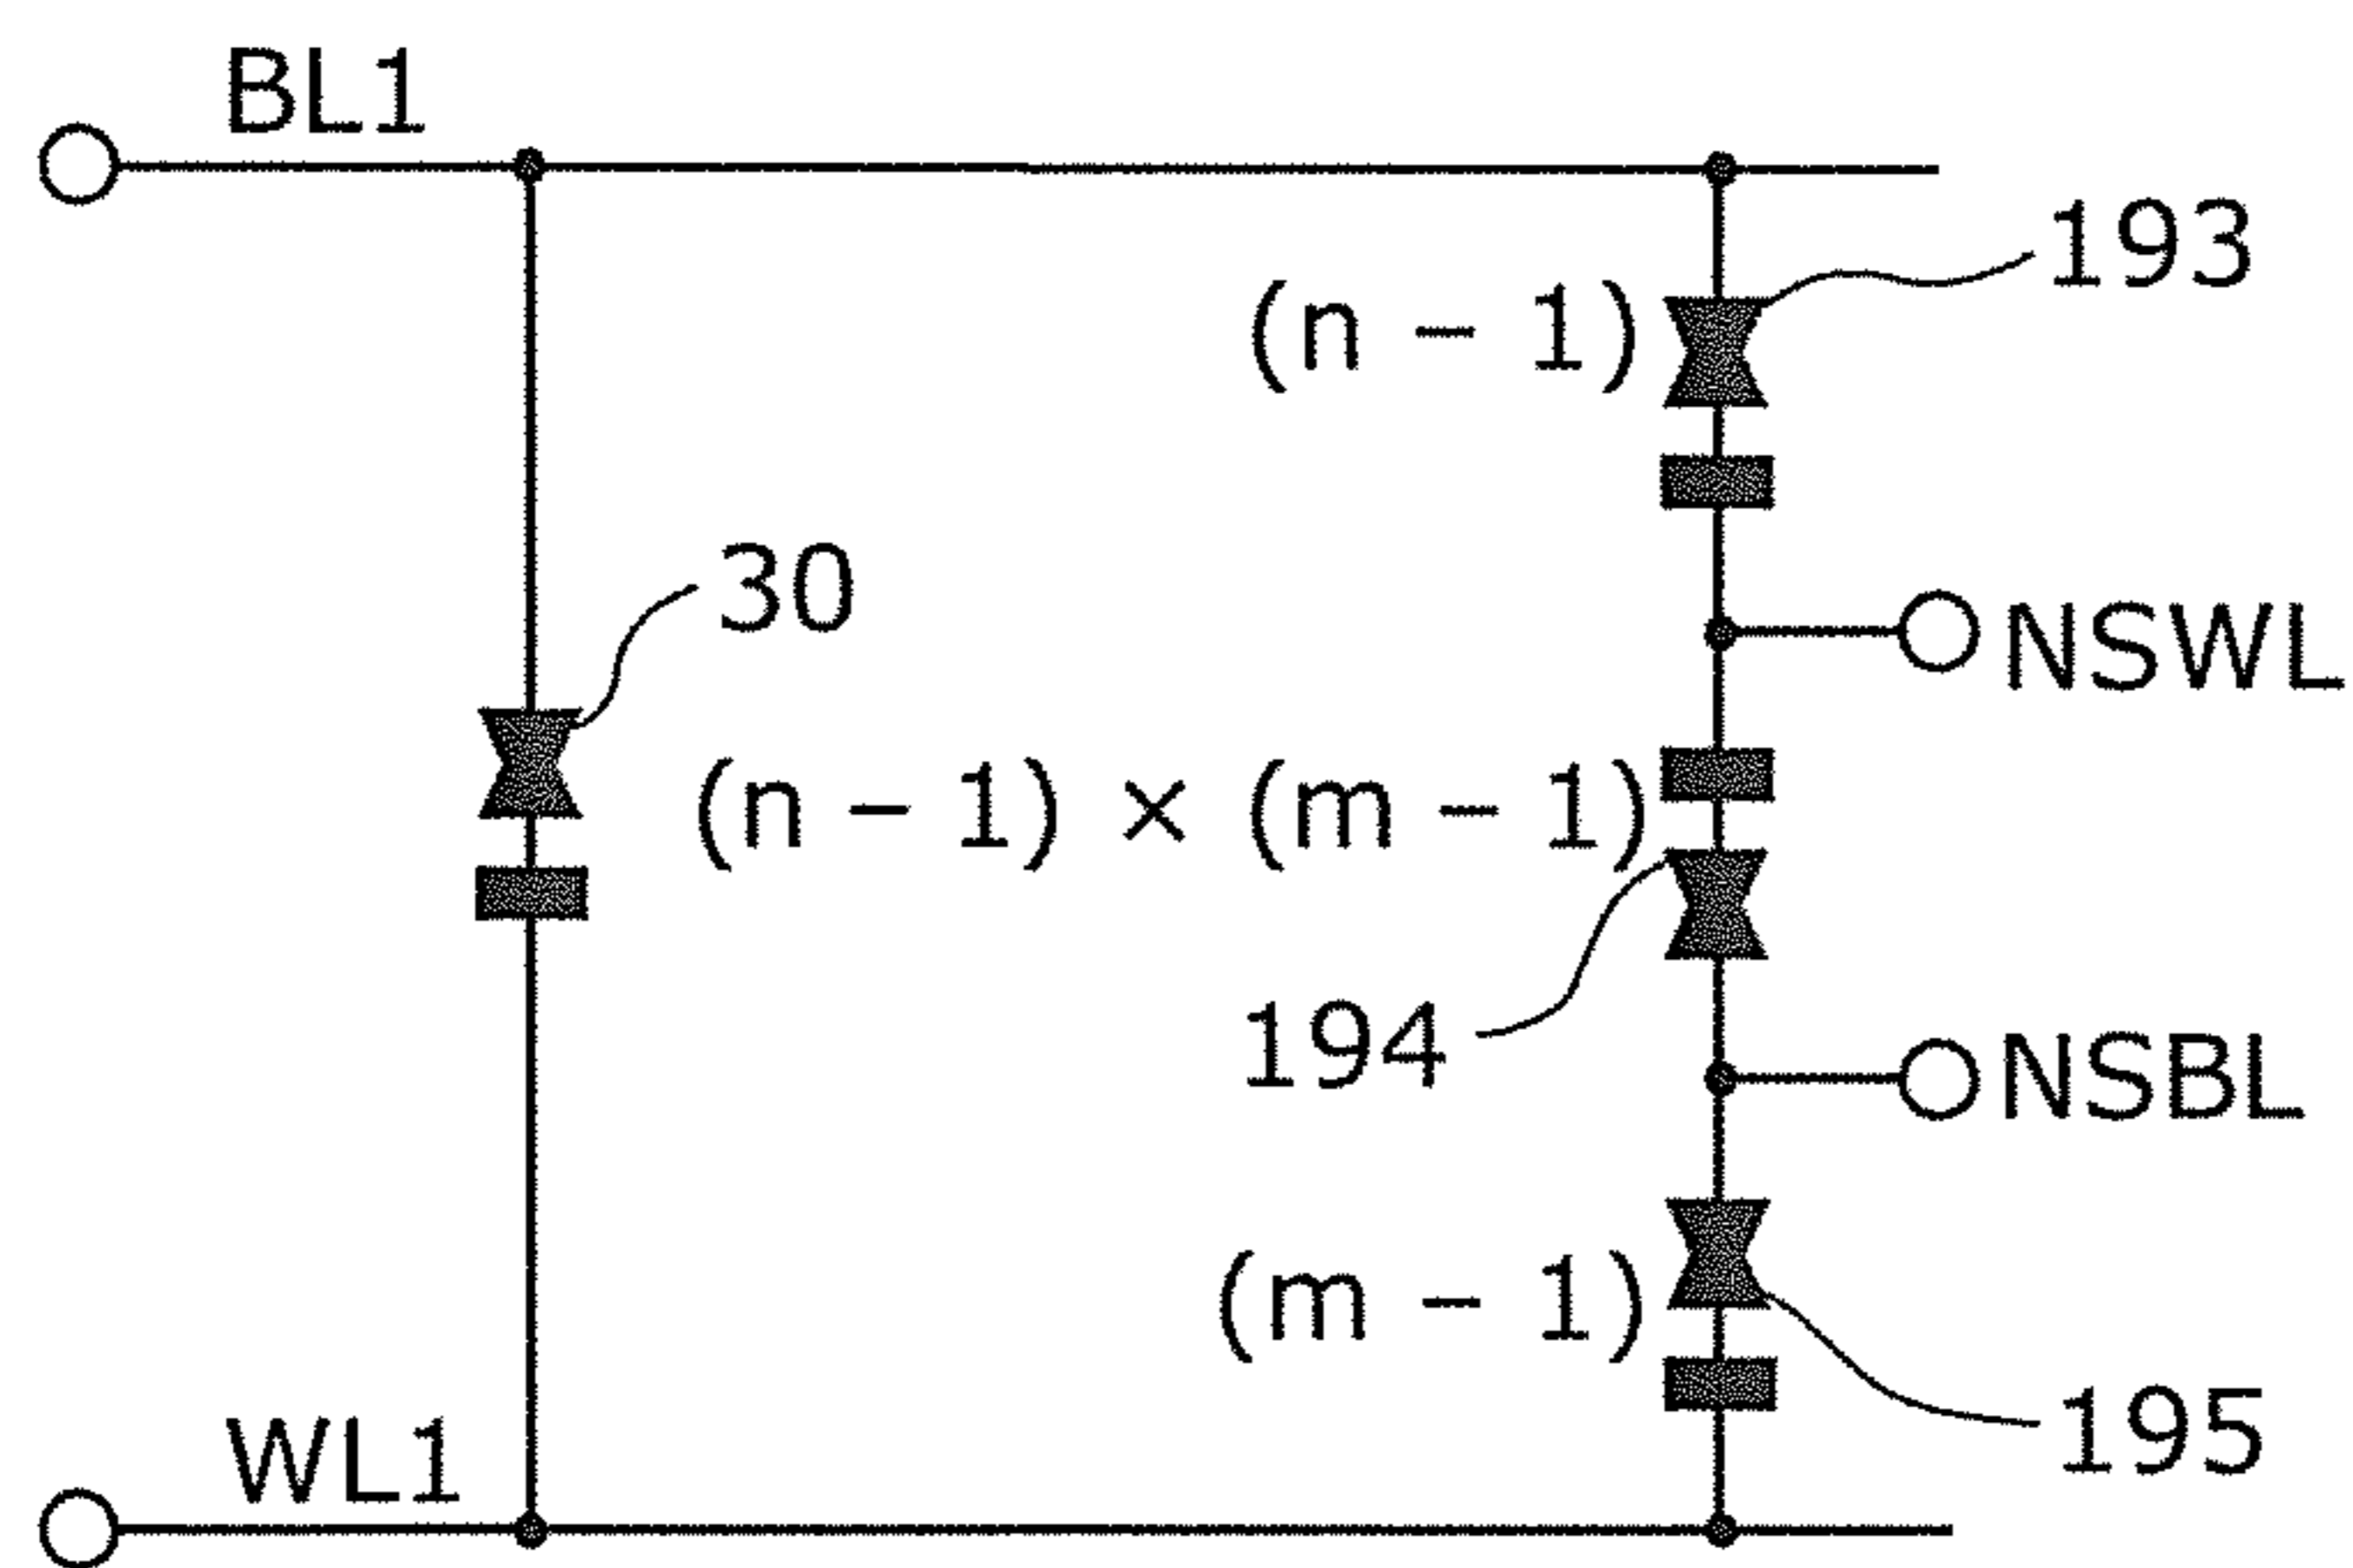 BL1
193
(n – 1)
30
NSWL
(n – 1) × (m – 1)
194
NSBL
(m – 1)
195
WL1